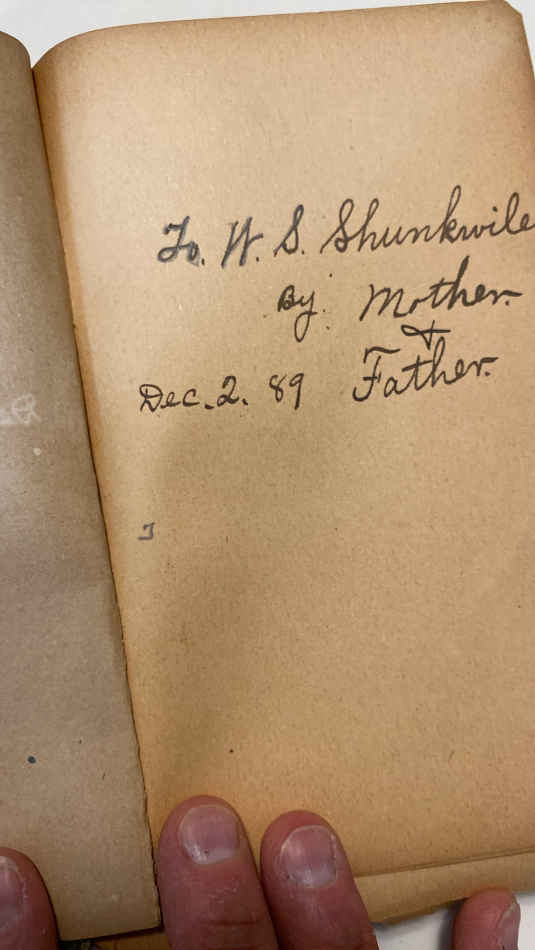 To. W. S. Shunkwile
By. Mother.
&
Dec. 2. 89 Father.